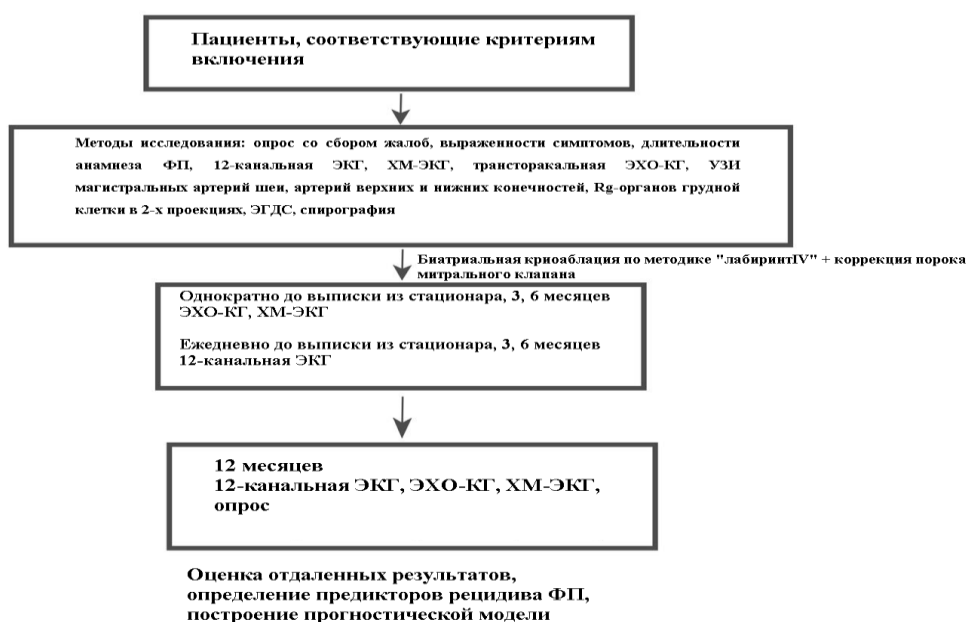 Пациенты, соответствующие критериям
включения
Методы исследования: опрос со сбором жалоб, выраженности симптомов, длительности
анамнеза ФП, 12-канальная ЭКГ, ХМ-ЭКГ, трансторакальная ЭХО-КГ, УЗИ
магистральных артерий шеи, артерий верхних и нижних конечностей, Rg-органов грудной
клетки в 2-х проекциях, ЭГДС, спирография
Биатриальная криоаблация по методике "лабиринтIV" + коррекция порока
митрального клапана
Однократно до выписки из стационара, 3, 6 месяцев
ЭХО-КГ, ХМ-ЭКГ
Ежедневно до выписки из стационара, 3, 6 месяцев
12-канальная ЭКГ
12 месяцев
12-канальная ЭКГ, ЭХО-КГ, ХМ-ЭКГ,
опрос
Оценка отдаленных результатов,
определение предикторов рецидива ФП,
построение прогностической модели